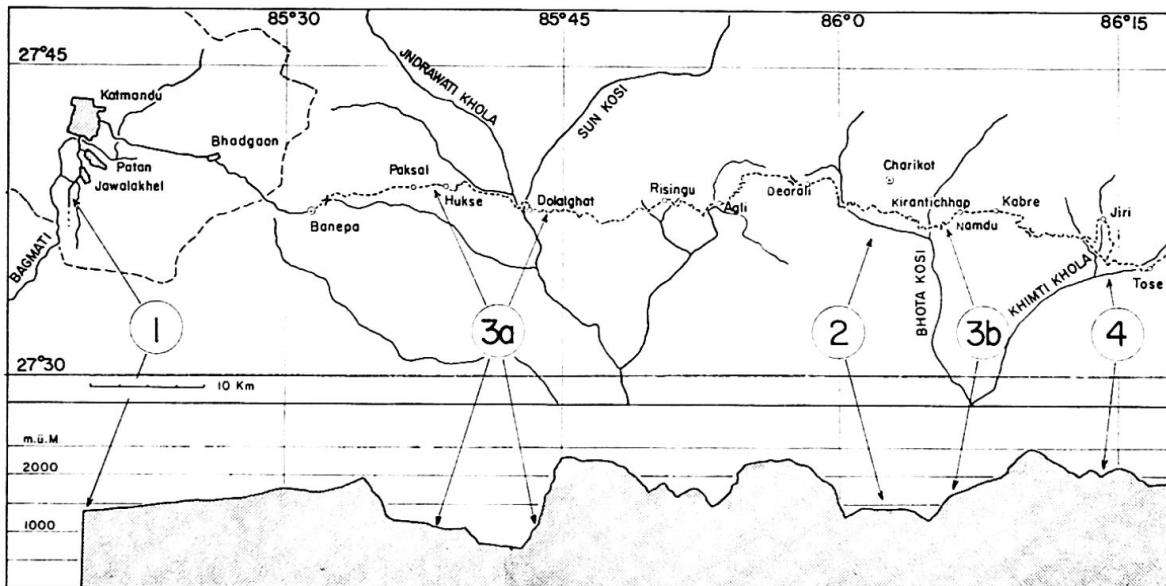 85°30
85°45
86°0
86°15
27°45
JNDRAWATI KHOLA
SUN KOSI
Katmandu
Bhadgaon
Charikot
Patan
Paksal
Risingu
Dearali
Jawalakhel
Hukse
Dolalghat
Agli
Kirantichhap
Kabre
Jiri
Banepa
Namdu
BAGMATI
BHOTA KOSI
KHIMTI KHOLA
Tose
1
3a
2
3b
4
27°30
10 Km
m.ü.M
2000
1000